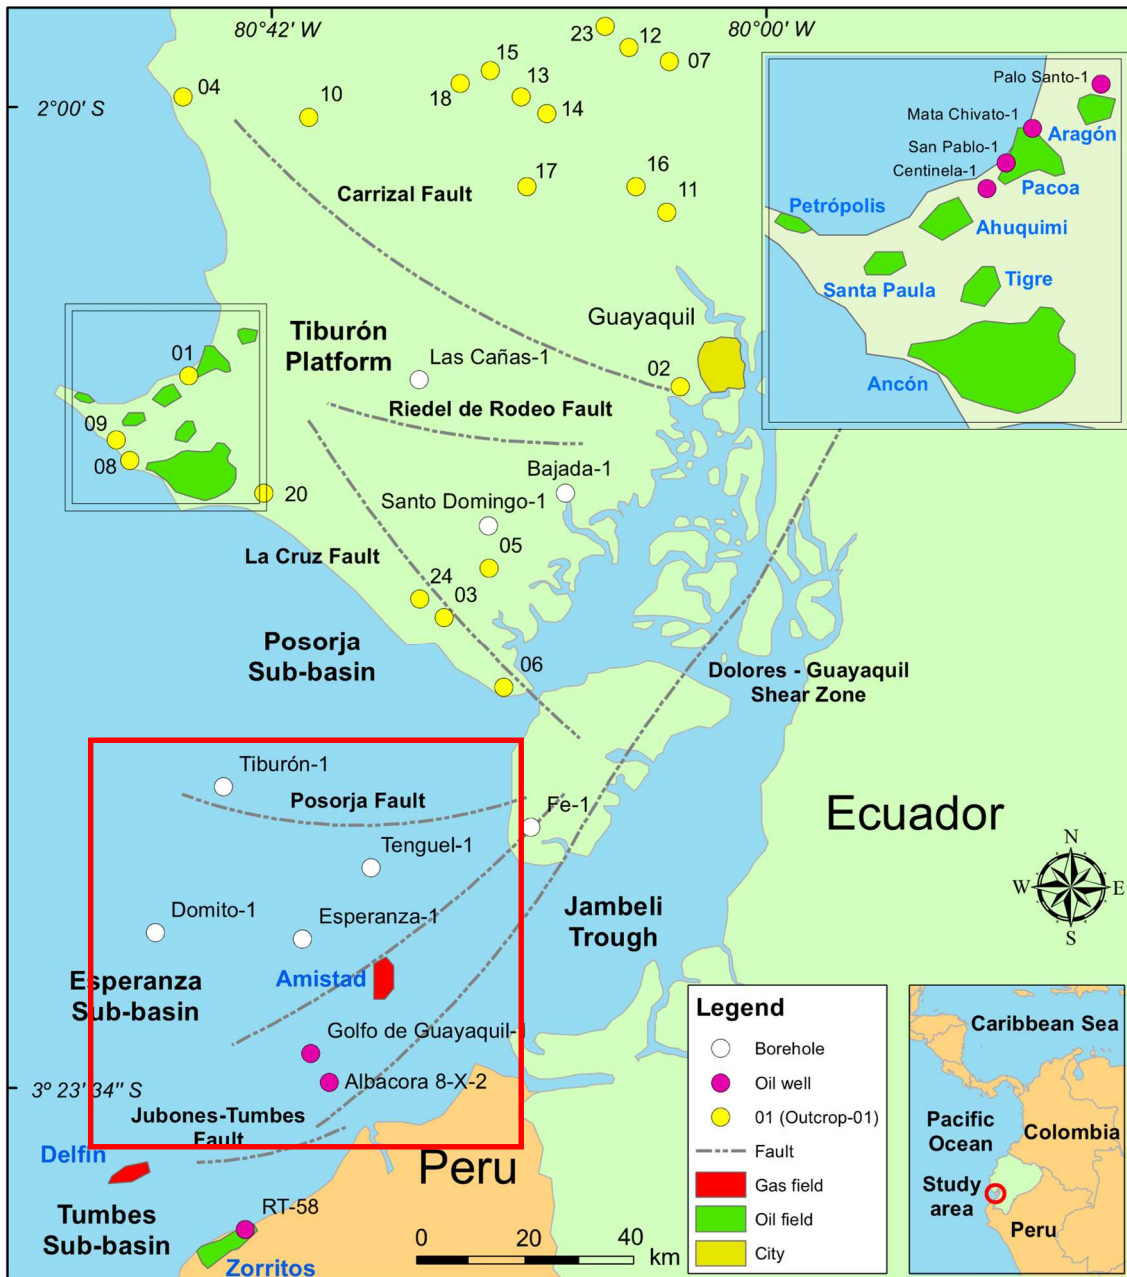 80°42' W
80°00' W
2°00' S
3º 23' 34'' S
23
12
07
15
18
13
14
04
10
17
16
11
Carrizal Fault
Palo Santo-1
Mata Chivato-1
Aragón
San Pablo-1
Centinela-1
Pacoa
Petrópolis
Ahuquimi
Santa Paula
Tigre
Ancón
Guayaquil
Tiburón
Platform
Las Cañas-1
01
02
Riedel de Rodeo Fault
09
08
20
Bajada-1
Santo Domingo-1
05
La Cruz Fault
24
03
Posorja
Sub-basin
06
Dolores - Guayaquil
Shear Zone
Tiburón-1
Posorja Fault
Fe-1
Ecuador
Tenguel-1
Domito-1
Esperanza-1
Jambeli
Trough
N
W
E
S
Esperanza
Sub-basin
Amistad
Golfo de Guayaquil-1
Albacora 8-X-2
Jubones-Tumbes
Fault
Delfín
Peru
Tumbes
Sub-basin
RT-58
Zorritos
0 20 40
km
Legend
Borehole
Oil well
01 (Outcrop-01)
Fault
Gas field
Oil field
City
Caribbean Sea
Pacific
Ocean
Colombia
Study
area
Peru